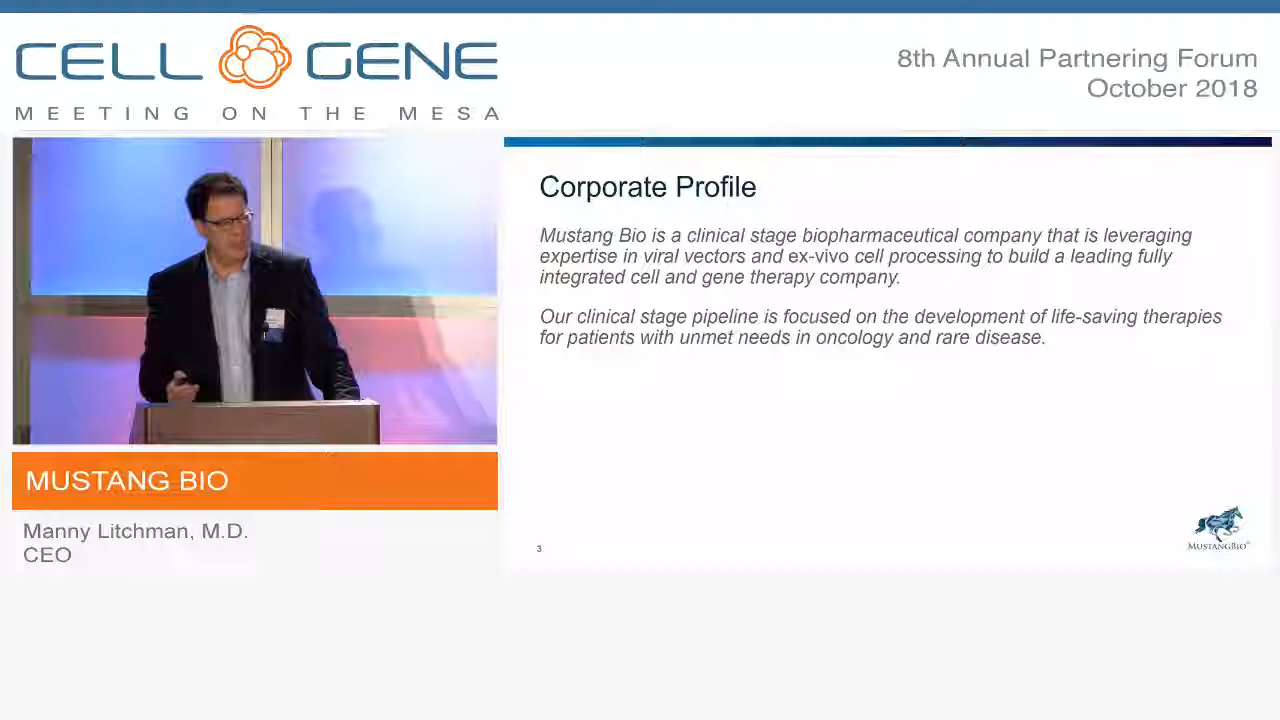 CELL GENE
MEETING ON THE MESA
8th Annual Partnering Forum
October 2018
Corporate Profile
Mustang Bio is a clinical stage biopharmaceutical company that is leveraging
expertise in viral vectors and ex-vivo cell processing to build a leading fully
integrated cell and gene therapy company.
Our clinical stage pipeline is focused on the development of life-saving therapies
for patients with unmet needs in oncology and rare disease.
MUSTANG BIO
Manny Litchman, M.D.
CEO
3
MUSTANGBIO